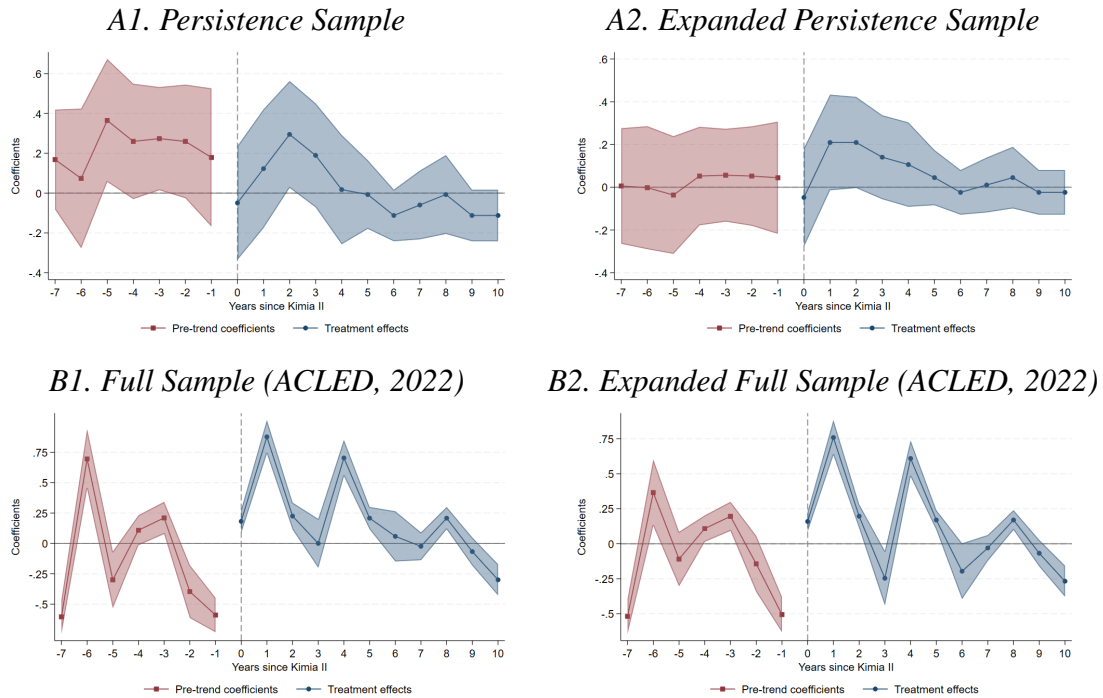 A1. Persistence Sample
Coefficients
.6
.4
.2
0
-.2
-.4
-7 -6 -5 -4 -3 -2 -1 0 1 2 3 4 5 6 7 8 9 10
Years since Kimia II
Pre-trend coefficients Treatment effects
A2. Expanded Persistence Sample
Coefficients
.6
.4
.2
0
-.2
-.4
-7 -6 -5 -4 -3 -2 -1 0 1 2 3 4 5 6 7 8 9 10
Years since Kimia II
Pre-trend coefficients Treatment effects
B1. Full Sample (ACLED, 2022)
Coefficients
.75
.5
.25
0
-.25
-.5
-7 -6 -5 -4 -3 -2 -1 0 1 2 3 4 5 6 7 8 9 10
Years since Kimia II
Pre-trend coefficients Treatment effects
B2. Expanded Full Sample (ACLED, 2022)
Coefficients
.75
.5
.25
0
-.25
-.5
-7 -6 -5 -4 -3 -2 -1 0 1 2 3 4 5 6 7 8 9 10
Years since Kimia II
Pre-trend coefficients Treatment effects